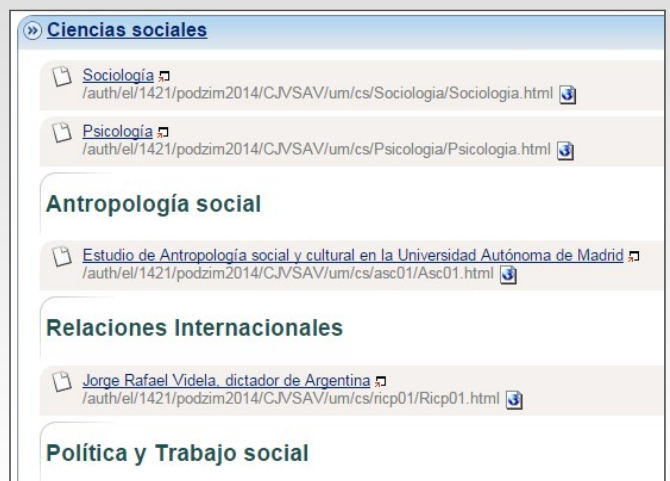 Ciencias sociales
Sociología
/auth/el/1421/podzim2014/CJVSAV/um/cs/Sociologia/Sociologia.html
Psicología
/auth/el/1421/podzim2014/CJVSAV/um/cs/Psicologia/Psicologia.html
Antropología social
Estudio de Antropología social y cultural en la Universidad Autónoma de Madrid
/auth/el/1421/podzim2014/CJVSAV/um/cs/asc01/Asc01.html
Relaciones Internacionales
Jorge Rafael Videla, dictador de Argentina
/auth/el/1421/podzim2014/CJVSAV/um/cs/ricp01/Ricp01.html
Política y Trabajo social